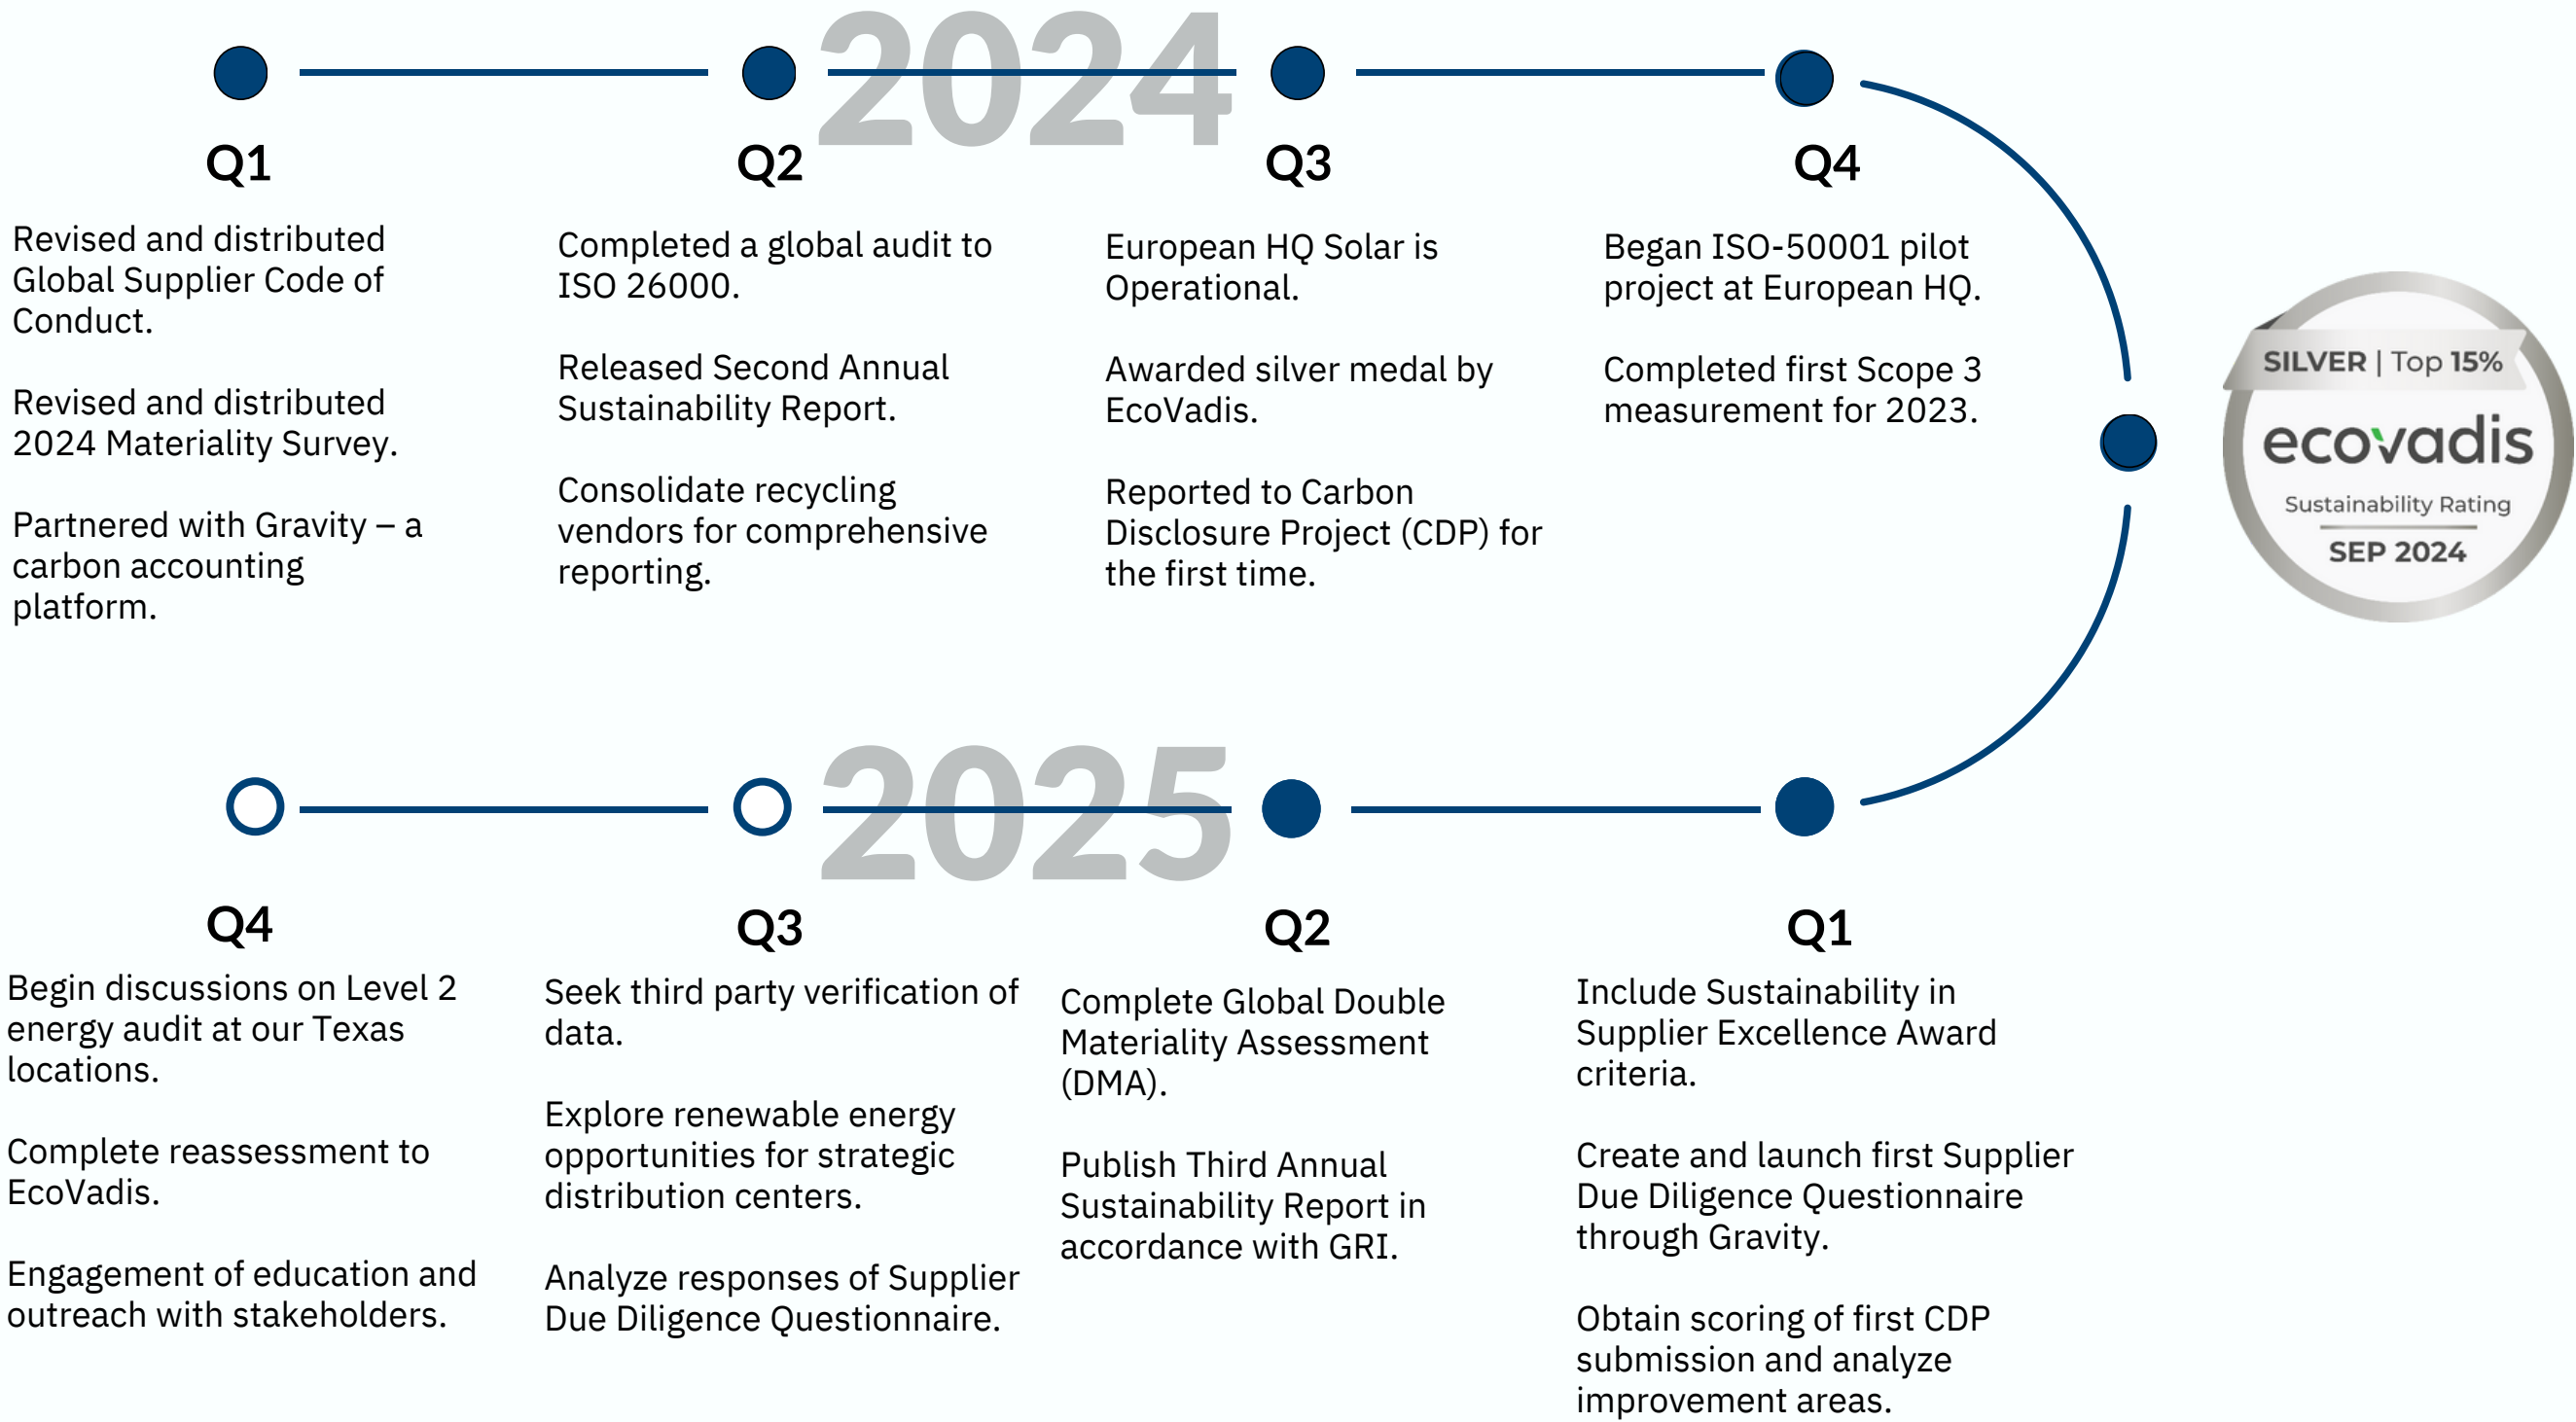 2024
Q1
Revised and distributed
Global Supplier Code of
Conduct.
Revised and distributed
2024 Materiality Survey.
Partnered with Gravity – a
carbon accounting
platform.
Q2
Completed a global audit to
ISO 26000.
Released Second Annual
Sustainability Report.
Consolidate recycling
vendors for comprehensive
reporting.
Q3
European HQ Solar is
Operational.
Awarded silver medal by
EcoVadis.
Reported to Carbon
Disclosure Project (CDP) for
the first time.
Q4
Began ISO-50001 pilot
project at European HQ.
Completed first Scope 3
measurement for 2023.
SILVER | Top 15%
ecovadis
Sustainability Rating
SEP 2024
2025
Q4
Begin discussions on Level 2
energy audit at our Texas
locations.
Complete reassessment to
EcoVadis.
Engagement of education and
outreach with stakeholders.
Q3
Seek third party verification of
data.
Explore renewable energy
opportunities for strategic
distribution centers.
Analyze responses of Supplier
Due Diligence Questionnaire.
Q2
Complete Global Double
Materiality Assessment
(DMA).
Publish Third Annual
Sustainability Report in
accordance with GRI.
Q1
Include Sustainability in
Supplier Excellence Award
criteria.
Create and launch first Supplier
Due Diligence Questionnaire
through Gravity.
Obtain scoring of first CDP
submission and analyze
improvement areas.